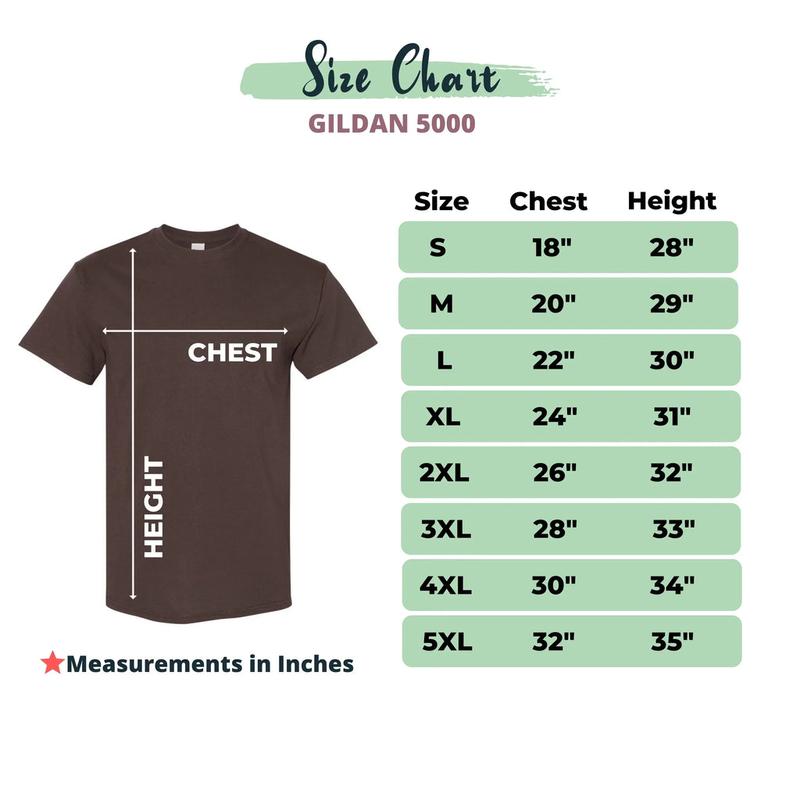 Size Chart
GILDAN 5000
Size Chest Height
S 18" 28"
M 20" 29"
L 22" 30"
XL 24" 31"
2XL 26" 32"
3XL 28" 33"
4XL 30" 34"
5XL 32" 35"
CHEST
HEIGHT
Measurements in Inches